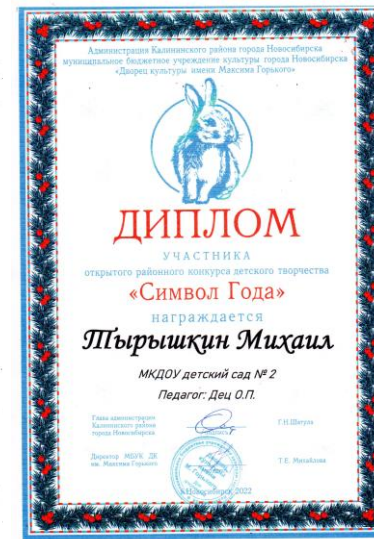 Администрация Калининского района города Новосибирска
муниципальное бюджетное учреждение культуры города Новосибирска
«Дворец культуры имени Максима Горького»
ДИПЛОМ
УЧАСТНИКА
открытого районного конкурса детского творчества
«Символ Года»
награждается
Тырышкин Михаил
МКДОУ детский сад № 2
Педагог: Дец О.П.
Глава администрации
Калининского района
города Новосибирска
Г.Н.Шатула
Директор МБУК ДК
им. Максима Горького
Т.Е. Михайлова
г.Новосибирск 2022